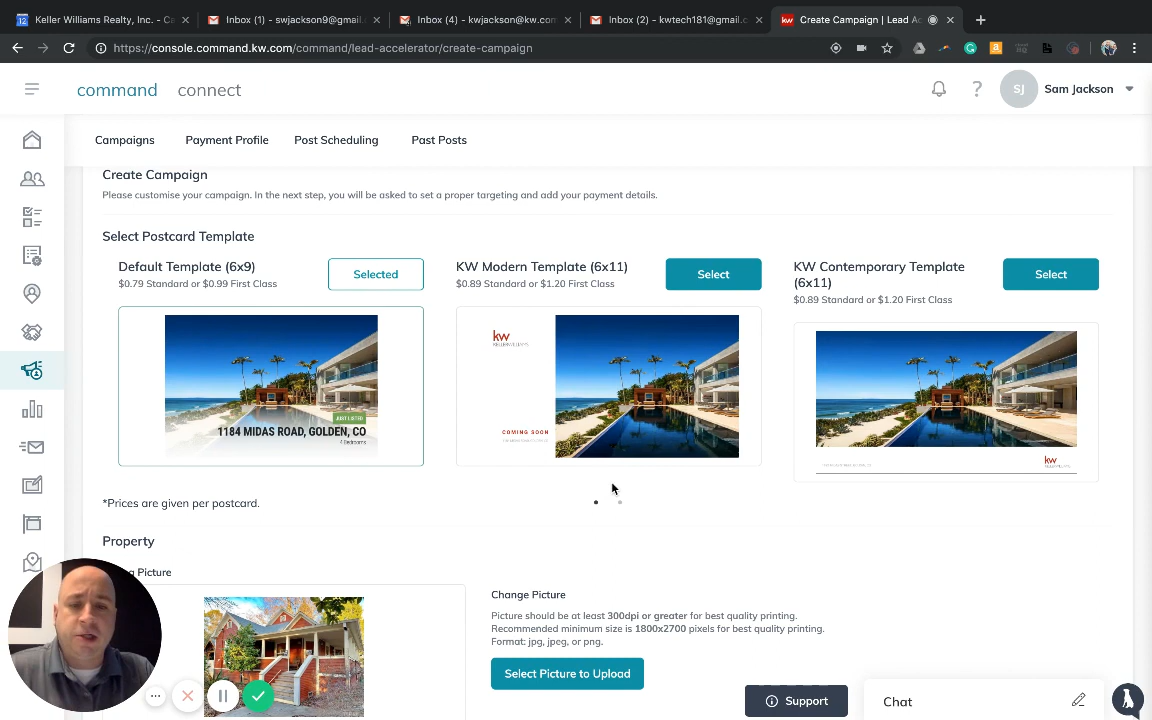 Keller Williams Realty, Inc. - Ca
Inbox (1) - swjackson9@gmail.
Inbox (4) - kwjackson@kw.com
Inbox (2) - kwtech181@gmail.c
Create Campaign | Lead Ac
https://console.command.kw.com/command/lead-accelerator/create-campaign
command
connect
SJ
Sam Jackson
Campaigns
Payment Profile
Post Scheduling
Past Posts
Create Campaign
Please customise your campaign. In the next step, you will be asked to set a proper targeting and add your payment details.
Select Postcard Template
Default Template (6x9)
$0.79 Standard or $0.99 First Class
Selected
KW Modern Template (6x11)
$0.89 Standard or $1.20 First Class
Select
KW Contemporary Template
(6x11)
$0.89 Standard or $1.20 First Class
Select
JUST LISTED
1184 MIDAS ROAD, GOLDEN, CO
4 Bedrooms
kw
KELLERWILLIAMS
COMING SOON
kw
*Prices are given per postcard.
Property
Picture
Change Picture
Picture should be at least 300dpi or greater for best quality printing.
Recommended minimum size is 1800x2700 pixels for best quality printing.
Format: jpg, jpeg, or png.
Select Picture to Upload
Support
Chat